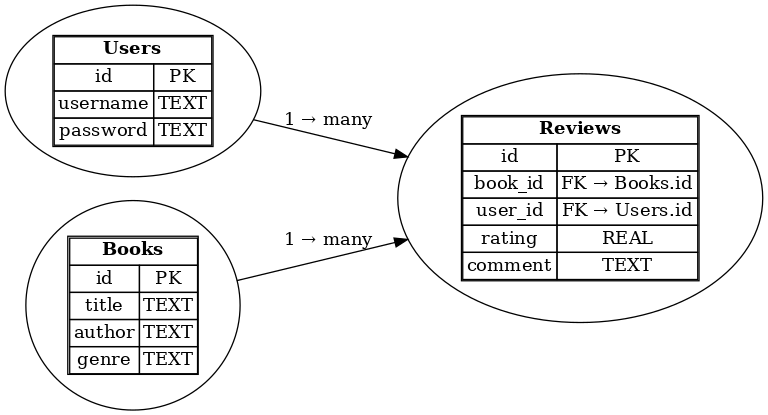 Users
id PK
username TEXT
password TEXT
1 → many
Books
id PK
title TEXT
author TEXT
genre TEXT
1 → many
Reviews
id PK
book_id FK → Books.id
user_id FK → Users.id
rating REAL
comment TEXT